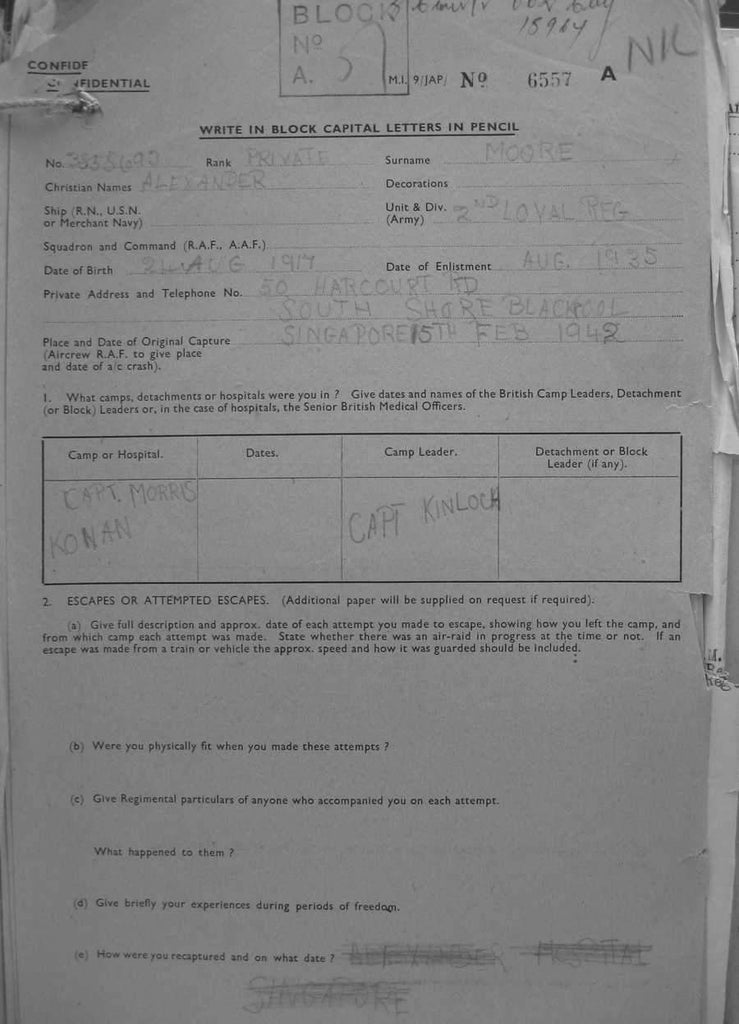 BLOCK
Nº
A.
15964
NIL
CONFIDE
CONFIDENTIAL
M.I. 9/JAP/ Nº 6557 A
WRITE IN BLOCK CAPITAL LETTERS IN PENCIL
No. Rank PRIVATE Surname MOORE
Christian Names ALEXANDER Decorations
Ship (R.N., U.S.N. or Merchant Navy) Unit & Div. (Army) 2ND LOYAL REG
Squadron and Command (R.A.F., A.A.F.)
Date of Birth AUG 1917 Date of Enlistment AUG. 1935
Private Address and Telephone No. 50 HARCOURT RD
SOUTH SHORE BLACKPOOL
Place and Date of Original Capture SINGAPORE 15TH FEB 1942
(Aircrew R.A.F. to give place
and date of a/c crash).
1. What camps, detachments or hospitals were you in ? Give dates and names of the British Camp Leaders, Detachment
(or Block) Leaders or, in the case of hospitals, the Senior British Medical Officers.
Camp or Hospital. Dates. Camp Leader. Detachment or Block Leader (if any).
CAPT. MORRIS
KONAN CAPT KINLOCH
2. ESCAPES OR ATTEMPTED ESCAPES. (Additional paper will be supplied on request if required).
(a) Give full description and approx. date of each attempt you made to escape, showing how you left the camp, and
from which camp each attempt was made. State whether there was an air-raid in progress at the time or not. If an
escape was made from a train or vehicle the approx. speed and how it was guarded should be included.
(b) Were you physically fit when you made these attempts ?
(c) Give Regimental particulars of anyone who accompanied you on each attempt.
What happened to them ?
(d) Give briefly your experiences during periods of freedom.
(e) How were you recaptured and on what date ? ALEXANDER HOSPITAL
SINGAPORE